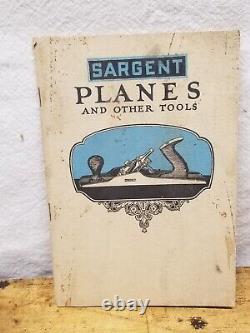 SARGENT
PLANES
AND OTHER TOOLS